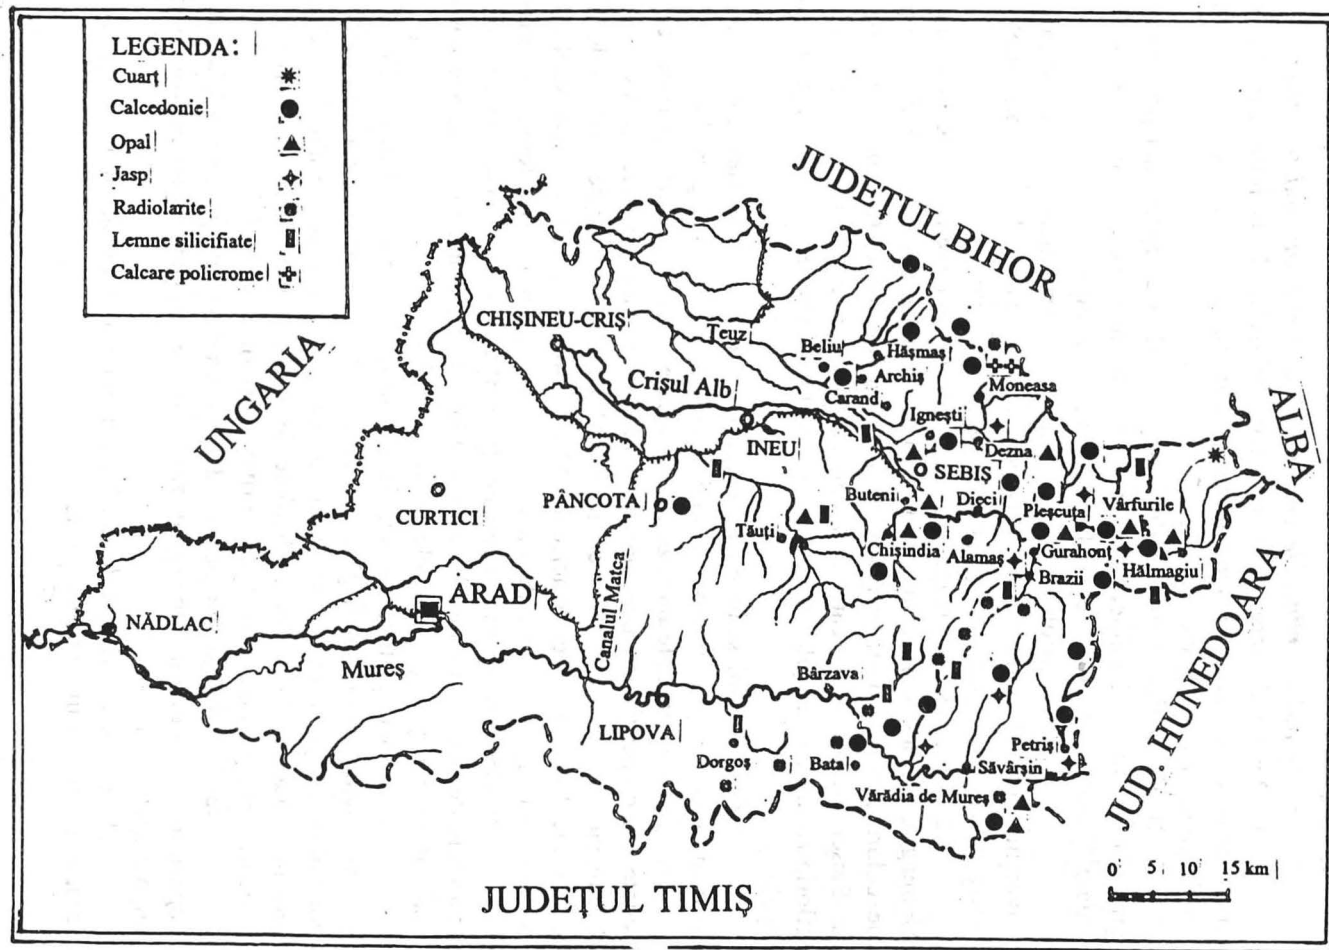 LEGENDA:
Cuarț
Calcedonie
Opal
Jasp
Radiolarite
Lemne silicifiate
Calcare policrome
JUDEȚUL BIHOR
UNGARIA
CHIȘINEU-CRIȘ
Teuz
Beliu
Hășmaș
Archiș
Moneasa
Crișul Alb
Carand
Ignești
ALBA
INEU
Dezna
SEBIȘ
PÂNCOTA
CURTICI
Buteni
Dieci
Pleșcuța
Vârfurile
Tăuți
Chișindia
Alamaș
Gurahonț
Hălmagiu
Brazii
Canalul Matca
ARAD
NĂDLAC
Mureș
Bârzava
JUD. HUNEDOARA
LIPOVA
Dorgoș
Bata
Petriș
Săvârșin
Vărădia de Mureș
0 5 10 15 km
JUDEȚUL TIMIȘ